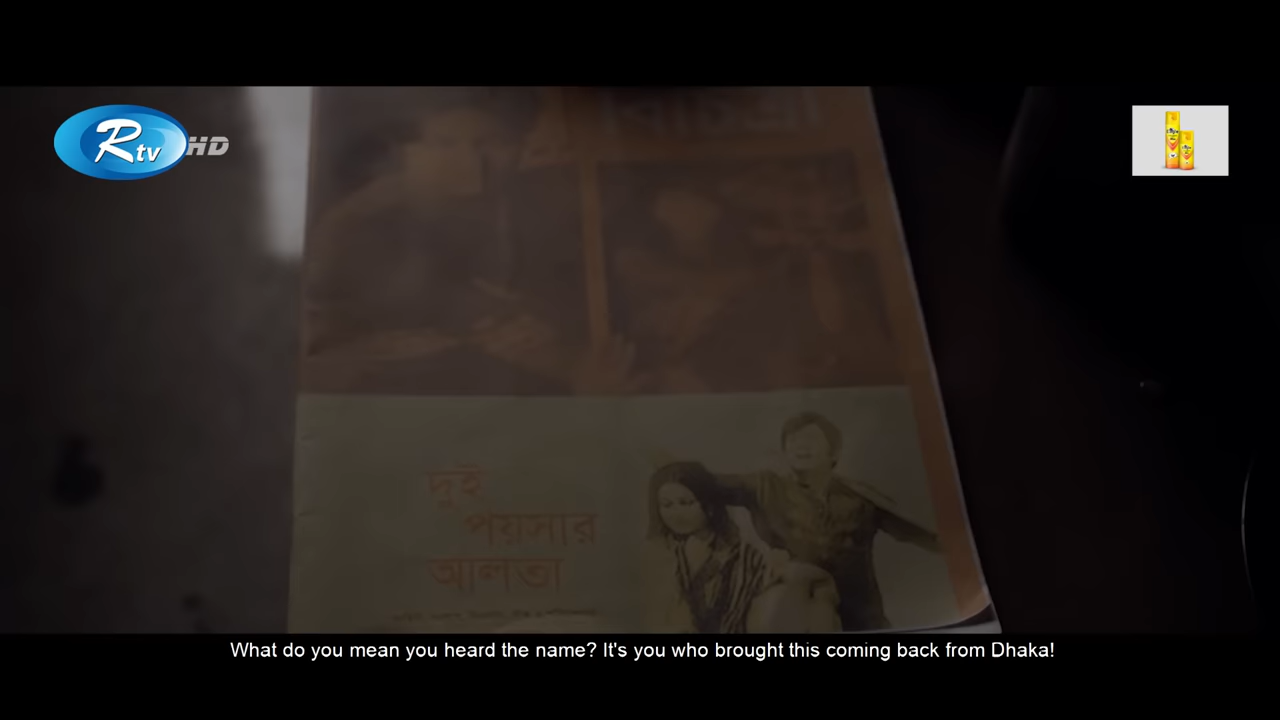 Rtv HD
বিচিত্রা
দুই
পয়সার
আলতা
What do you mean you heard the name? It's you who brought this coming back from Dhaka!